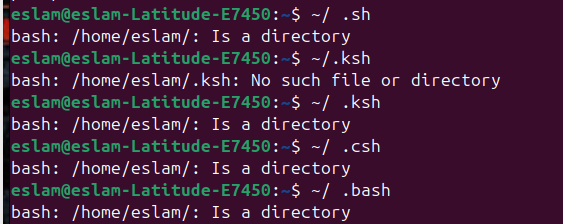 eslam@eslam-Latitude-E7450:~$ ~/ .sh
bash: /home/eslam/: Is a directory
eslam@eslam-Latitude-E7450:~$ ~/.ksh
bash: /home/eslam/.ksh: No such file or directory
eslam@eslam-Latitude-E7450:~$ ~/ .ksh
bash: /home/eslam/: Is a directory
eslam@eslam-Latitude-E7450:~$ ~/ .csh
bash: /home/eslam/: Is a directory
eslam@eslam-Latitude-E7450:~$ ~/ .bash
bash: /home/eslam/: Is a directory